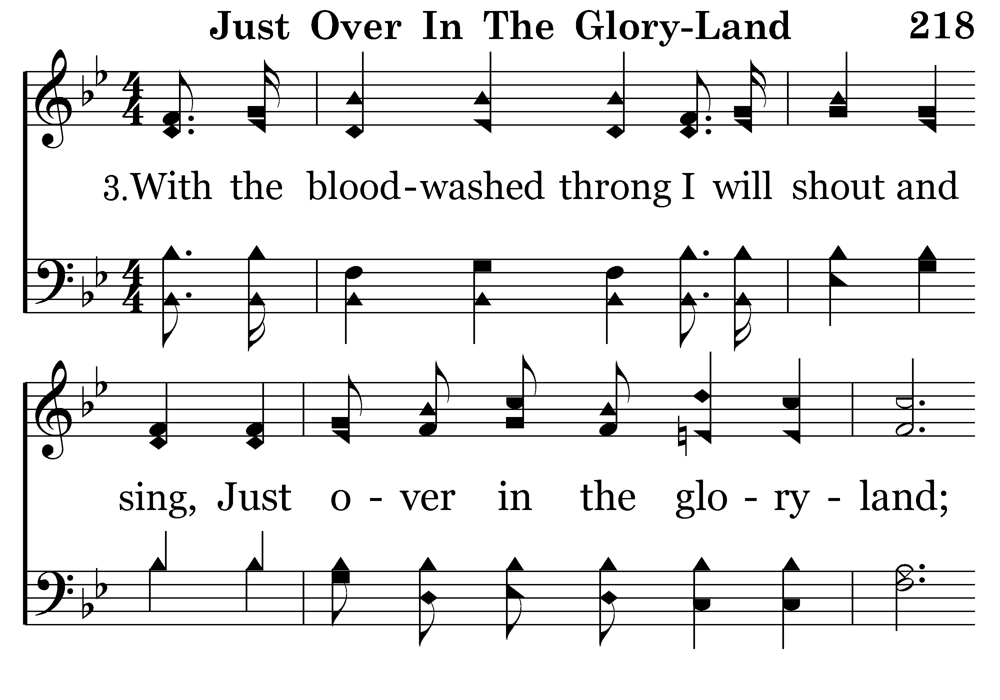 Just Over In The Glory-Land 218
3.With the blood-washed throng I will shout and
sing, Just o - ver in the glo - ry - land;